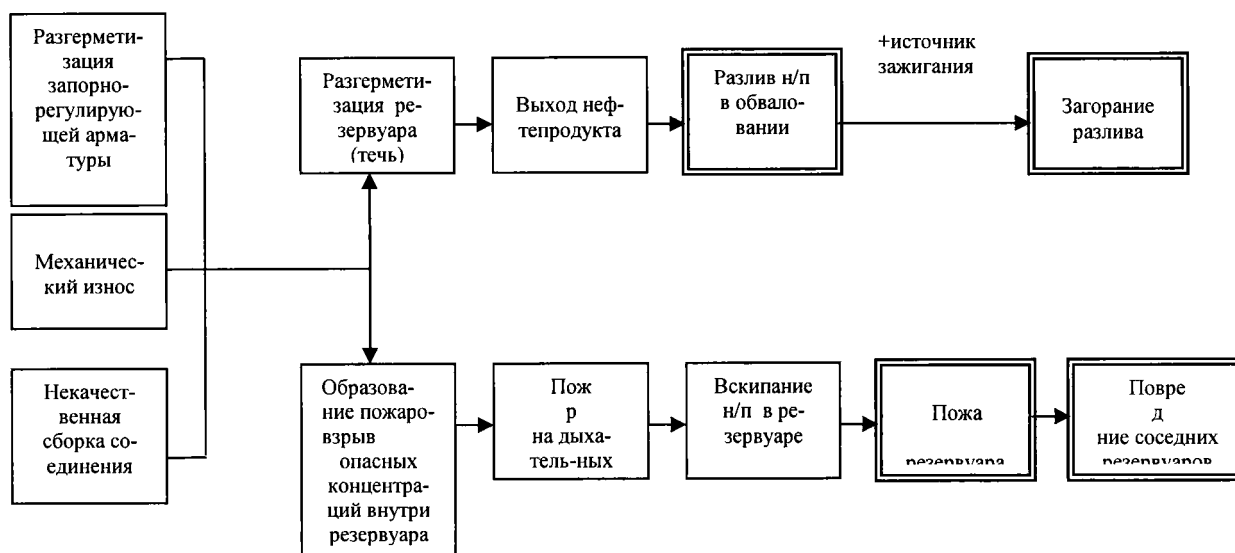 Разгермети-
зация
запорно-
регулирую-
щей арма-
туры
Механичес-
кий износ
Некачест-
венная
сборка со-
единения
Разгермети-
зация ре-
зервуара
(течь)
Выход неф-
тепродукта
Разлив н/п
в обвало-
вании
+источник
зажигания
Загорание
разлива
Образова-
ние пожаро-
взрыв
опасных
концентра-
ций внутри
резервуара
Пож
р
на дыха-
тель-ных
Вскипание
н/п в ре-
зервуаре
Пожа
резервуара
Повре
д
ние соседних
резервуаров